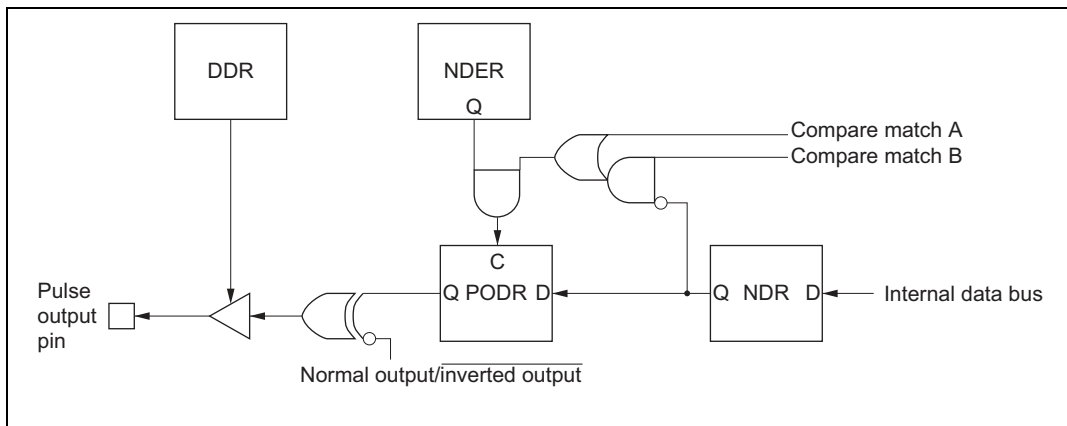 DDR
NDER
Q
Compare match A
Compare match B
C
Q PODR D
Q NDR D
Internal data bus
Pulse
output
pin
Normal output/inverted output